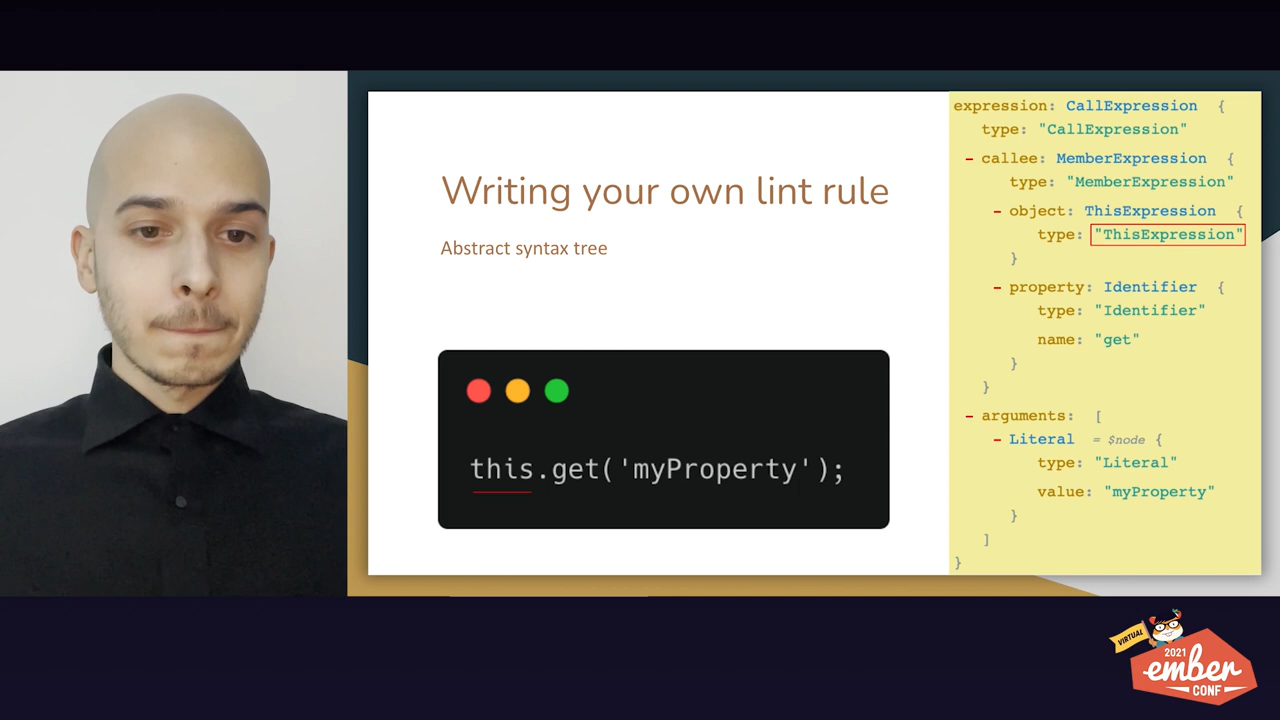 Writing your own lint rule
Abstract syntax tree
this.get('myProperty');
expression: CallExpression {
type: "CallExpression"
- callee: MemberExpression {
type: "MemberExpression"
- object: ThisExpression {
type: "ThisExpression"
}
- property: Identifier {
type: "Identifier"
name: "get"
}
}
- arguments: [
- Literal = $node {
type: "Literal"
value: "myProperty"
}
]
}
VIRTUAL
2021
ember
CONF